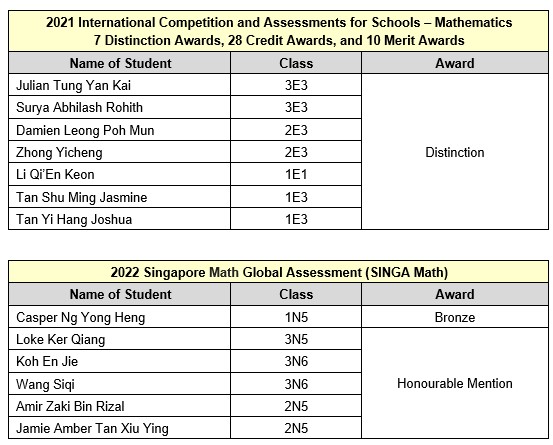 2021 International Competition and Assessments for Schools – Mathematics
7 Distinction Awards, 28 Credit Awards, and 10 Merit Awards
Name of Student Class Award
Julian Tung Yan Kai 3E3
Surya Abhilash Rohith 3E3
Damien Leong Poh Mun 2E3
Zhong Yicheng 2E3 Distinction
Li Qi’En Keon 1E1
Tan Shu Ming Jasmine 1E3
Tan Yi Hang Joshua 1E3
2022 Singapore Math Global Assessment (SINGA Math)
Name of Student Class Award
Casper Ng Yong Heng 1N5 Bronze
Loke Ker Qiang 3N5
Koh En Jie 3N6
Wang Siqi 3N6 Honourable Mention
Amir Zaki Bin Rizal 2N5
Jamie Amber Tan Xiu Ying 2N5